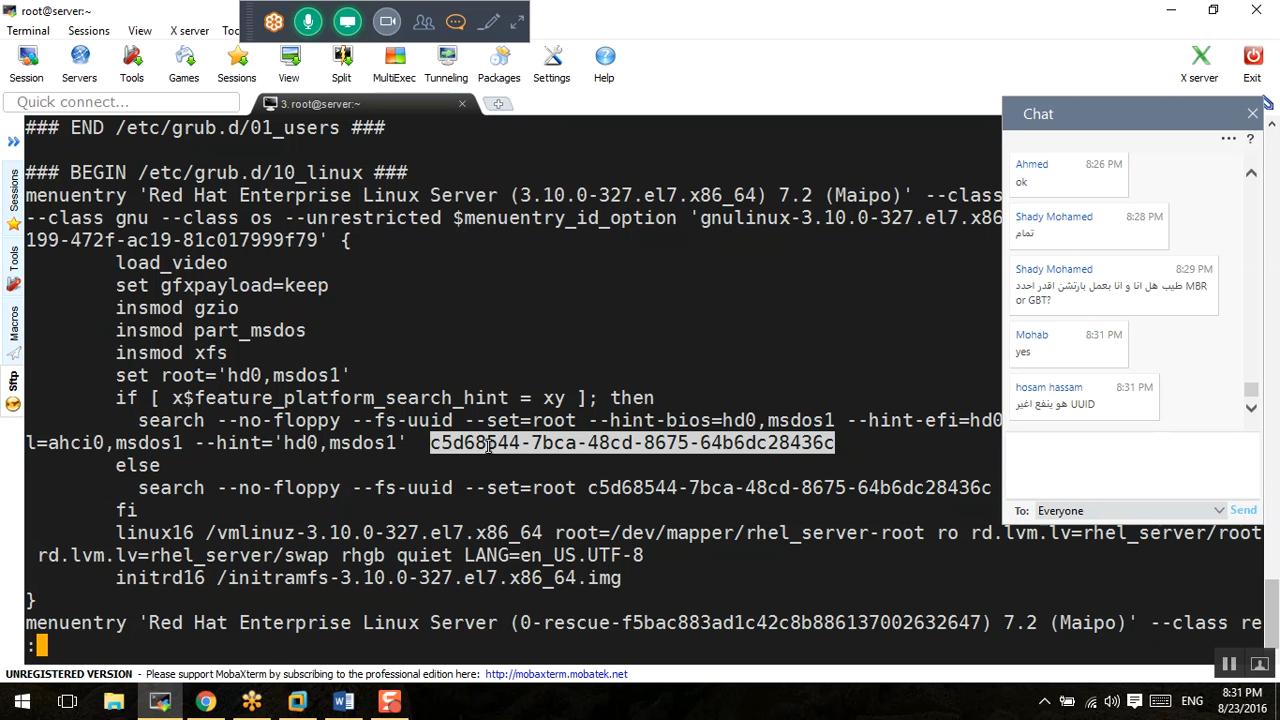 root@server:~
Terminal Sessions View X server
Session Servers Tools Games Sessions View Split MultiExec Tunneling Packages Settings Help X server Exit
Quick connect...
3. root@server:~
Sessions
Tools
Macros
Sftp
### END /etc/grub.d/01_users ###
### BEGIN /etc/grub.d/10_linux ###
menuentry 'Red Hat Enterprise Linux Server (3.10.0-327.el7.x86_64) 7.2 (Maipo)' --class
--class gnu --class os --unrestricted $menuentry_id_option 'gnulinux-3.10.0-327.el7.x86
199-472f-ac19-81c017999f79' {
load_video
set gfxpayload=keep
insmod gzio
insmod part_msdos
insmod xfs
set root='hd0,msdos1'
if [ x$feature_platform_search_hint = xy ]; then
search --no-floppy --fs-uuid --set=root --hint-bios=hd0,msdos1 --hint-efi=hd0
l=ahci0,msdos1 --hint='hd0,msdos1' c5d68544-7bca-48cd-8675-64b6dc28436c
else
search --no-floppy --fs-uuid --set=root c5d68544-7bca-48cd-8675-64b6dc28436c
fi
linux16 /vmlinuz-3.10.0-327.el7.x86_64 root=/dev/mapper/rhel_server-root ro rd.lvm.lv=rhel_server/root
rd.lvm.lv=rhel_server/swap rhgb quiet LANG=en_US.UTF-8
initrd16 /initramfs-3.10.0-327.el7.x86_64.img
}
menuentry 'Red Hat Enterprise Linux Server (0-rescue-f5bac883ad1c42c8b886137002632647) 7.2 (Maipo)' --class re
:
Chat
... ?
Ahmed 8:26 PM
ok
Shady Mohamed 8:28 PM
تمام
Shady Mohamed 8:29 PM
طيب هل انا و انا بعمل بارتشن اقدر احدد MBR
or GBT?
Mohab 8:31 PM
yes
hosam hassam 8:31 PM
هو ينفع اغير UUID
To: Everyone Send
UNREGISTERED VERSION - Please support MobaXterm by subscribing to the professional edition here: http://mobaxterm.mobatek.net
ENG
8:31 PM
8/23/2016